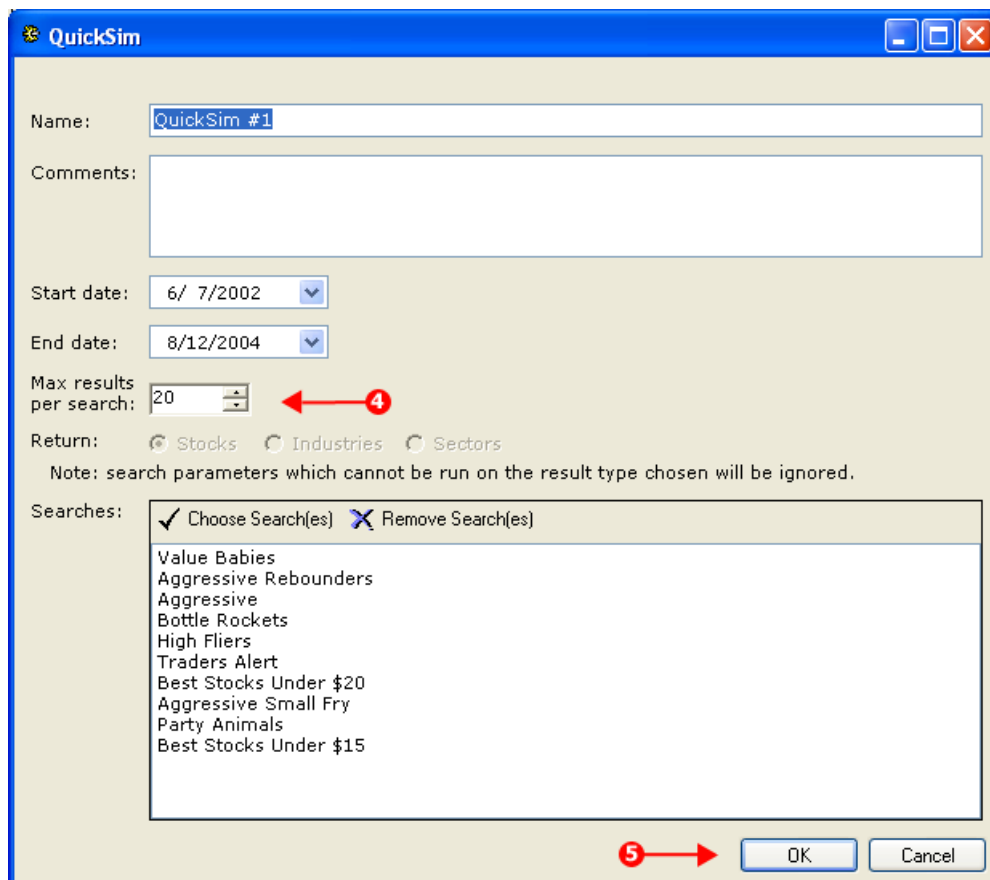 QuickSim
Name: QuickSim #1
Comments:
Start date: 6/ 7/2002
End date: 8/12/2004
Max results
per search: 20
4
Return: Stocks Industries Sectors
Note: search parameters which cannot be run on the result type chosen will be ignored.
Searches: Choose Search(es) Remove Search(es)
Value Babies
Aggressive Rebounders
Aggressive
Bottle Rockets
High Fliers
Traders Alert
Best Stocks Under $20
Aggressive Small Fry
Party Animals
Best Stocks Under $15
5 OK Cancel